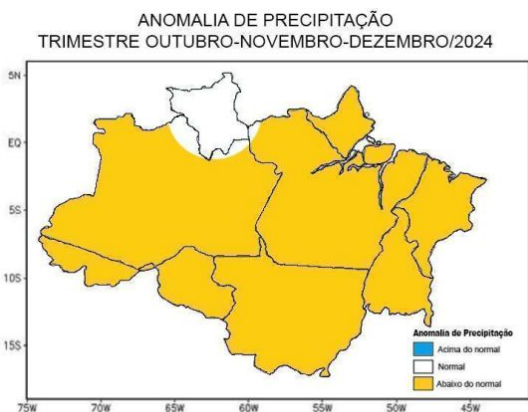 ANOMALIA DE PRECIPITAÇÃO
TRIMESTRE OUTUBRO-NOVEMBRO-DEZEMBRO/2024
5N
EQ
5S
10S
15S
Anomalia de Precipitação
Acima do normal
Normal
Abaixo do normal
75W 70W 65W 60W 55W 50W 45W